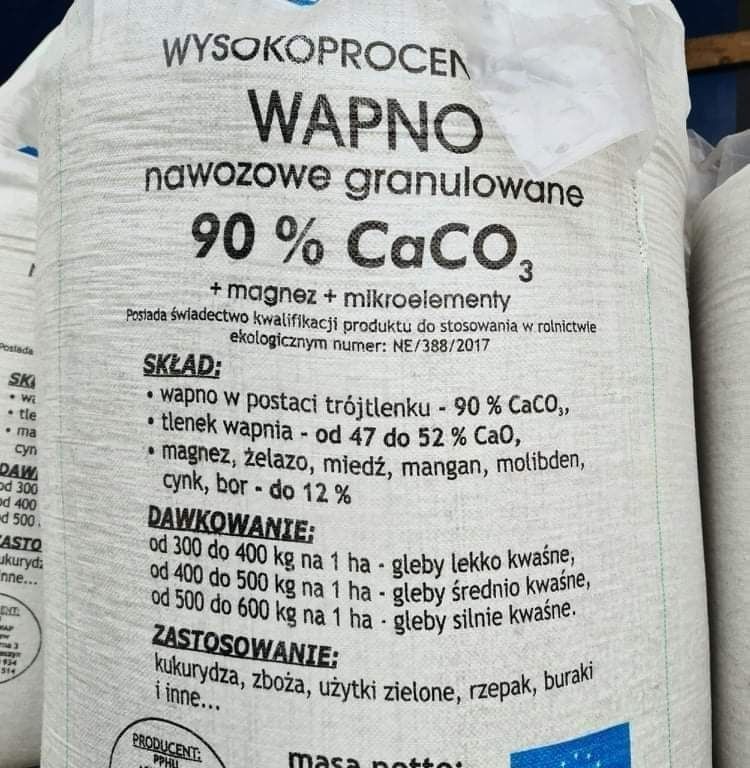 WYSOKOPROCEN
WAPNO
nawozowe granulowane
90 % CaCO₃
+ magnez + mikroelementy
Posiada świadectwo kwalifikacji produktu do stosowania w rolnictwie
ekologicznym numer: NE/388/2017
SKŁAD:
• wapno w postaci trójtlenku - 90 % CaCO₃,
• tlenek wapnia - od 47 do 52 % CaO,
• magnez, żelazo, miedź, mangan, molibden,
cynk, bor - do 12 %
DAWKOWANIE:
od 300 do 400 kg na 1 ha - gleby lekko kwaśne,
od 400 do 500 kg na 1 ha - gleby średnio kwaśne,
od 500 do 600 kg na 1 ha - gleby silnie kwaśne.
ZASTOSOWANIE:
kukurydza, zboża, użytki zielone, rzepak, buraki
i inne...
PRODUCENT:
PPHU
masa netto: